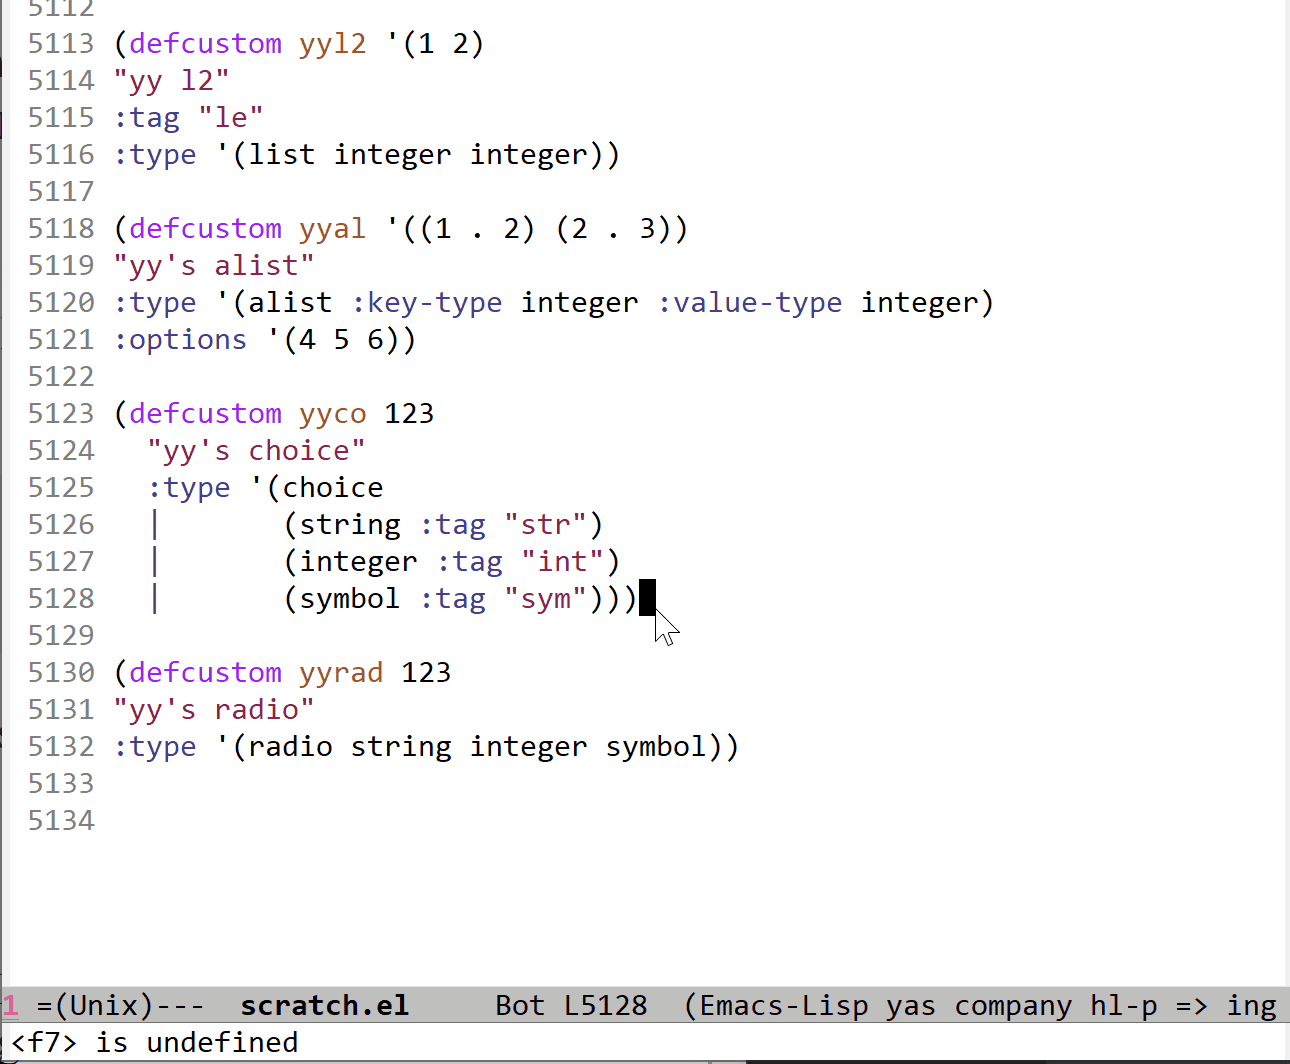 5112
5113 (defcustom yyl2 '(1 2)
5114 "yy l2"
5115 :tag "le"
5116 :type '(list integer integer))
5117
5118 (defcustom yyal '((1 . 2) (2 . 3))
5119 "yy's alist"
5120 :type '(alist :key-type integer :value-type integer)
5121 :options '(4 5 6))
5122
5123 (defcustom yyco 123
5124   "yy's choice"
5125   :type '(choice
5126   |       (string :tag "str")
5127   |       (integer :tag "int")
5128   |       (symbol :tag "sym")))
5129
5130 (defcustom yyrad 123
5131 "yy's radio"
5132 :type '(radio string integer symbol))
5133
5134
1 =(Unix)---  scratch.el     Bot L5128  (Emacs-Lisp yas company hl-p => ing
<f7> is undefined